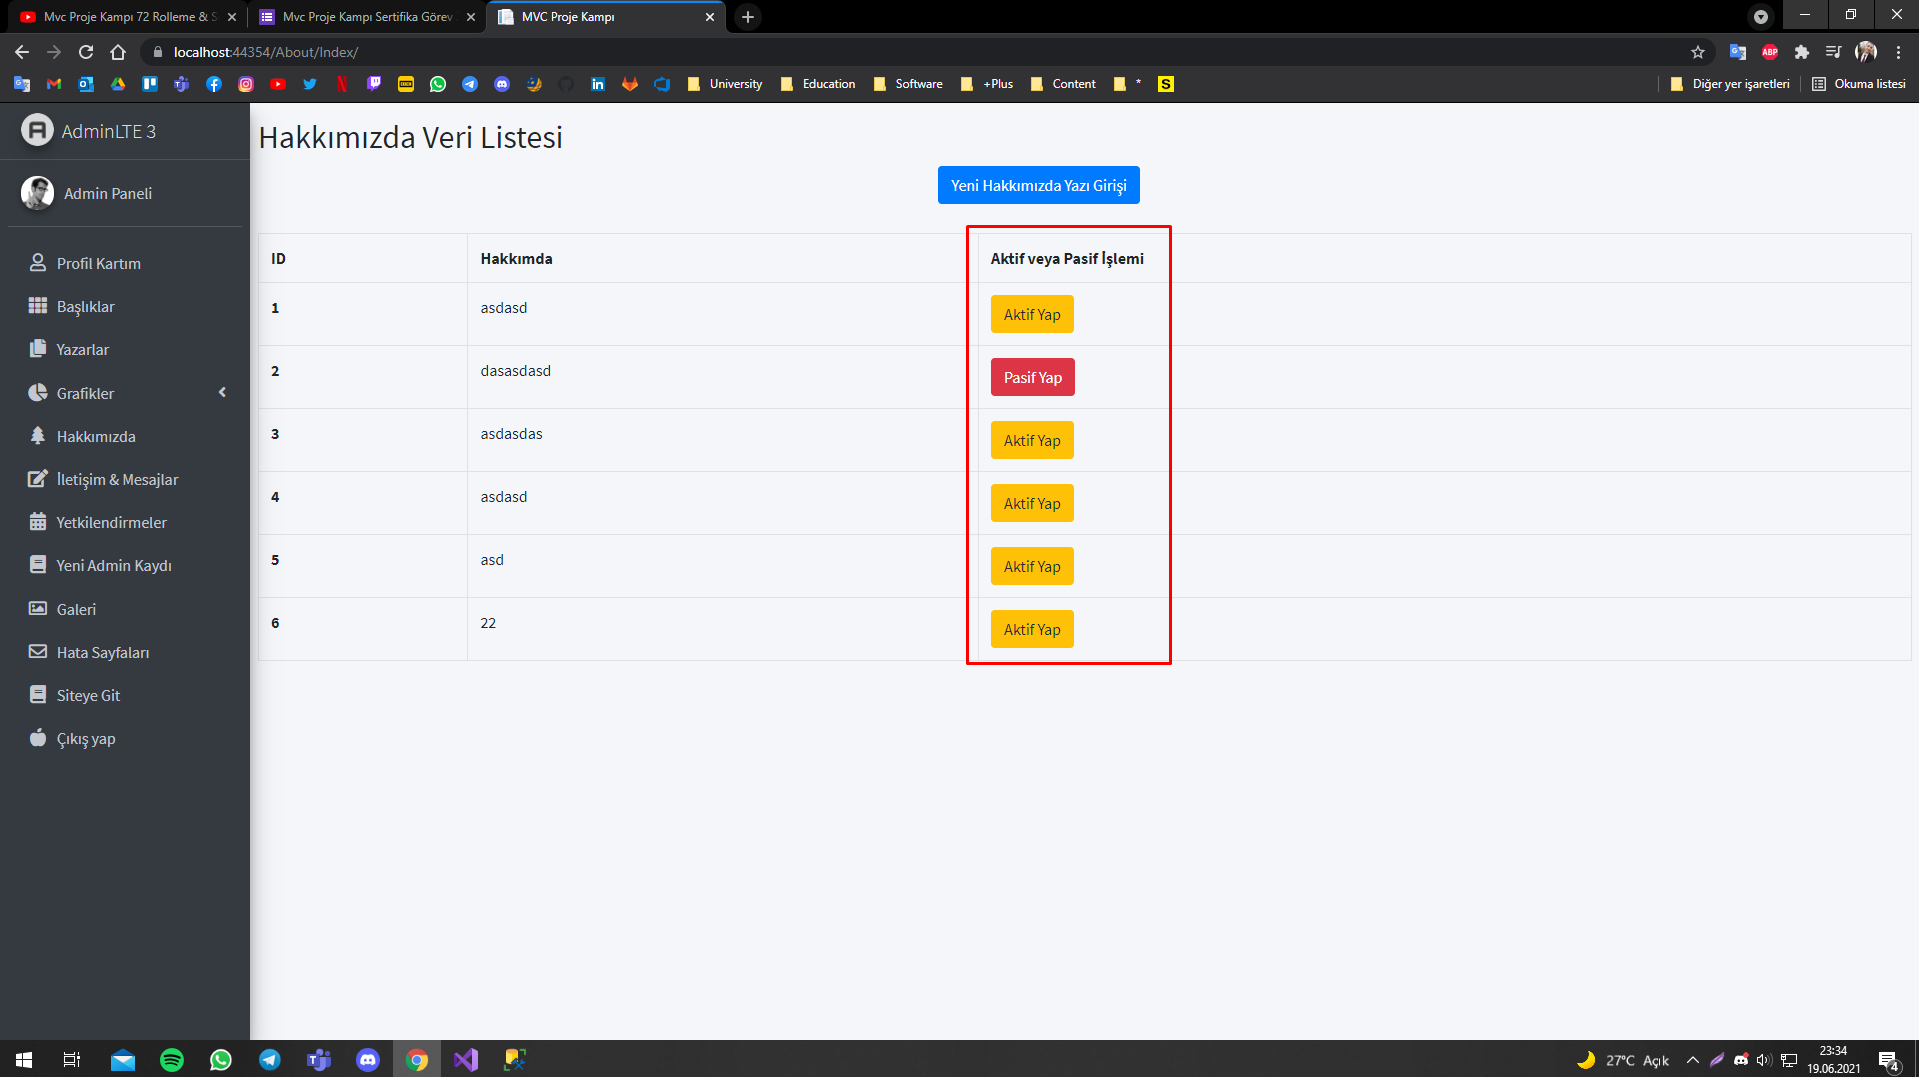 Mvc Proje Kampı 72 Rolleme & S
Mvc Proje Kampı Sertifika Görev
MVC Proje Kampı
localhost:44354/About/Index/
ABP
University
Education
Software
+Plus
Content
*
S
Diğer yer işaretleri
Okuma listesi
AdminLTE 3
Hakkımızda Veri Listesi
Yeni Hakkımızda Yazı Girişi
Admin Paneli
Profil Kartım
Başlıklar
Yazarlar
Grafikler
Hakkımızda
İletişim & Mesajlar
Yetkilendirmeler
Yeni Admin Kaydı
Galeri
Hata Sayfaları
Siteye Git
Çıkış yap
ID Hakkımda Aktif veya Pasif İşlemi
1 asdasd Aktif Yap
2 dasasdasd Pasif Yap
3 asdasdas Aktif Yap
4 asdasd Aktif Yap
5 asd Aktif Yap
6 22 Aktif Yap
27°C Açık
23:34
19.06.2021
4